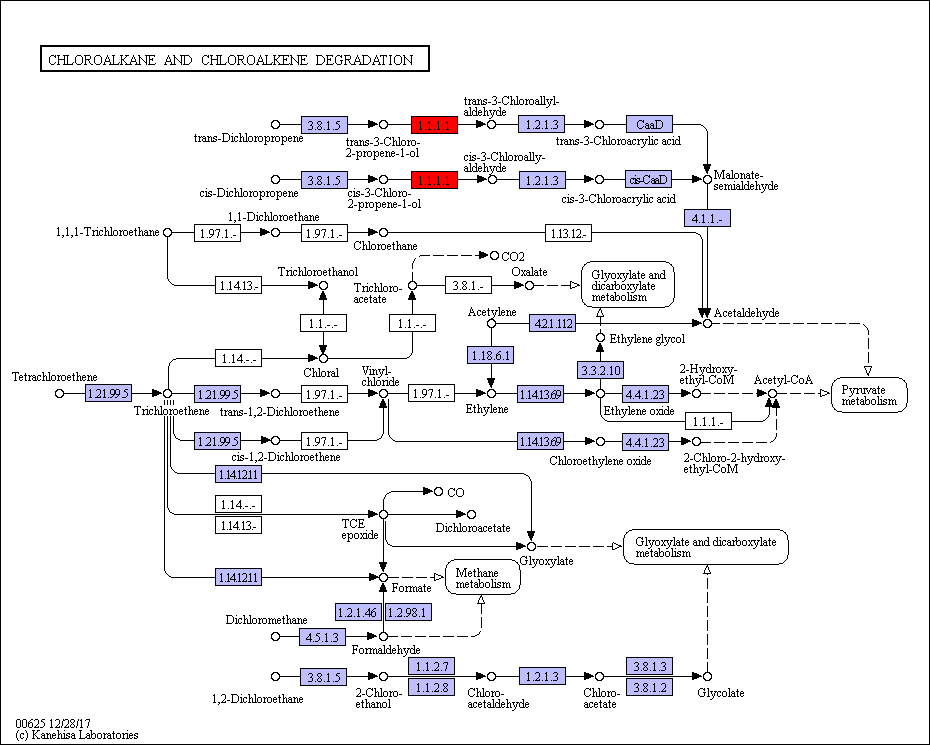 CHLOROALKANE AND CHLOROALKENE DEGRADATION
trans-3-Chloroallyl-
aldehyde
3.8.1.5
1.1.1.1
1.2.1.3
CaaD
trans-Dichloropropene
trans-3-Chloro-
2-propene-1-ol
trans-3-Chloroacrylic acid
cis-3-Chloroally-
aldehyde
3.8.1.5
1.1.1.1
1.2.1.3
cis-CaaD
Malonate-
semialdehyde
cis-Dichloropropene
cis-3-Chloro-
2-propene-1-ol
cis-3-Chloroacrylic acid
1,1-Dichloroethane
4.1.1.-
1,1,1-Trichloroethane
1.97.1.-
1.97.1.-
1.13.12.-
Chloroethane
CO2
Trichloroethanol
Oxalate
Glyoxylate and
dicarboxylate
metabolism
1.14.13.-
Trichloro-
acetate
3.8.1.-
Acetylene
Acetaldehyde
1.1.-.-
1.1.-.-
4.2.1.112
Ethylene glycol
1.14.-.-
1.18.6.1
Chloral
3.3.2.10
Tetrachloroethene
Vinyl-
chloride
2-Hydroxy-
ethyl-CoM
Acetyl-CoA
1.21.99.5
1.21.99.5
1.97.1.-
1.97.1.-
1.14.13.69
4.4.1.23
Pyruvate
metabolism
Trichloroethene
trans-1,2-Dichloroethene
Ethylene
Ethylene oxide
1.1.1.-
1.21.99.5
1.97.1.-
1.14.13.69
4.4.1.23
cis-1,2-Dichloroethene
Chloroethylene oxide
2-Chloro-2-hydroxy-
ethyl-CoM
1.14.12.11
CO
1.14.-.-
1.14.13.-
TCE
epoxide
Dichloroacetate
Glyoxylate and dicarboxylate
metabolism
Glyoxylate
1.14.12.11
Formate
Methane
metabolism
1.2.1.46
1.2.98.1
Dichloromethane
4.5.1.3
Formaldehyde
3.8.1.5
1.1.2.7
1.1.2.8
1.2.1.3
3.8.1.3
3.8.1.2
1,2-Dichloroethane
2-Chloro-
ethanol
Chloro-
acetaldehyde
Chloro-
acetate
Glycolate
00625 12/28/17
(c) Kanehisa Laboratories